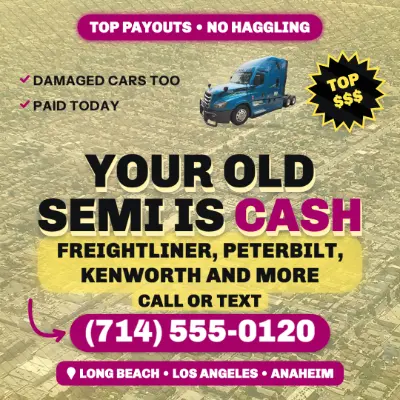 TOP PAYOUTS • NO HAGGLING
DAMAGED CARS TOO
PAID TODAY
TOP
$$$
YOUR OLD
SEMI IS CASH
FREIGHTLINER, PETERBILT,
KENWORTH AND MORE
CALL OR TEXT
(714) 555-0120
LONG BEACH • LOS ANGELES • ANAHEIM